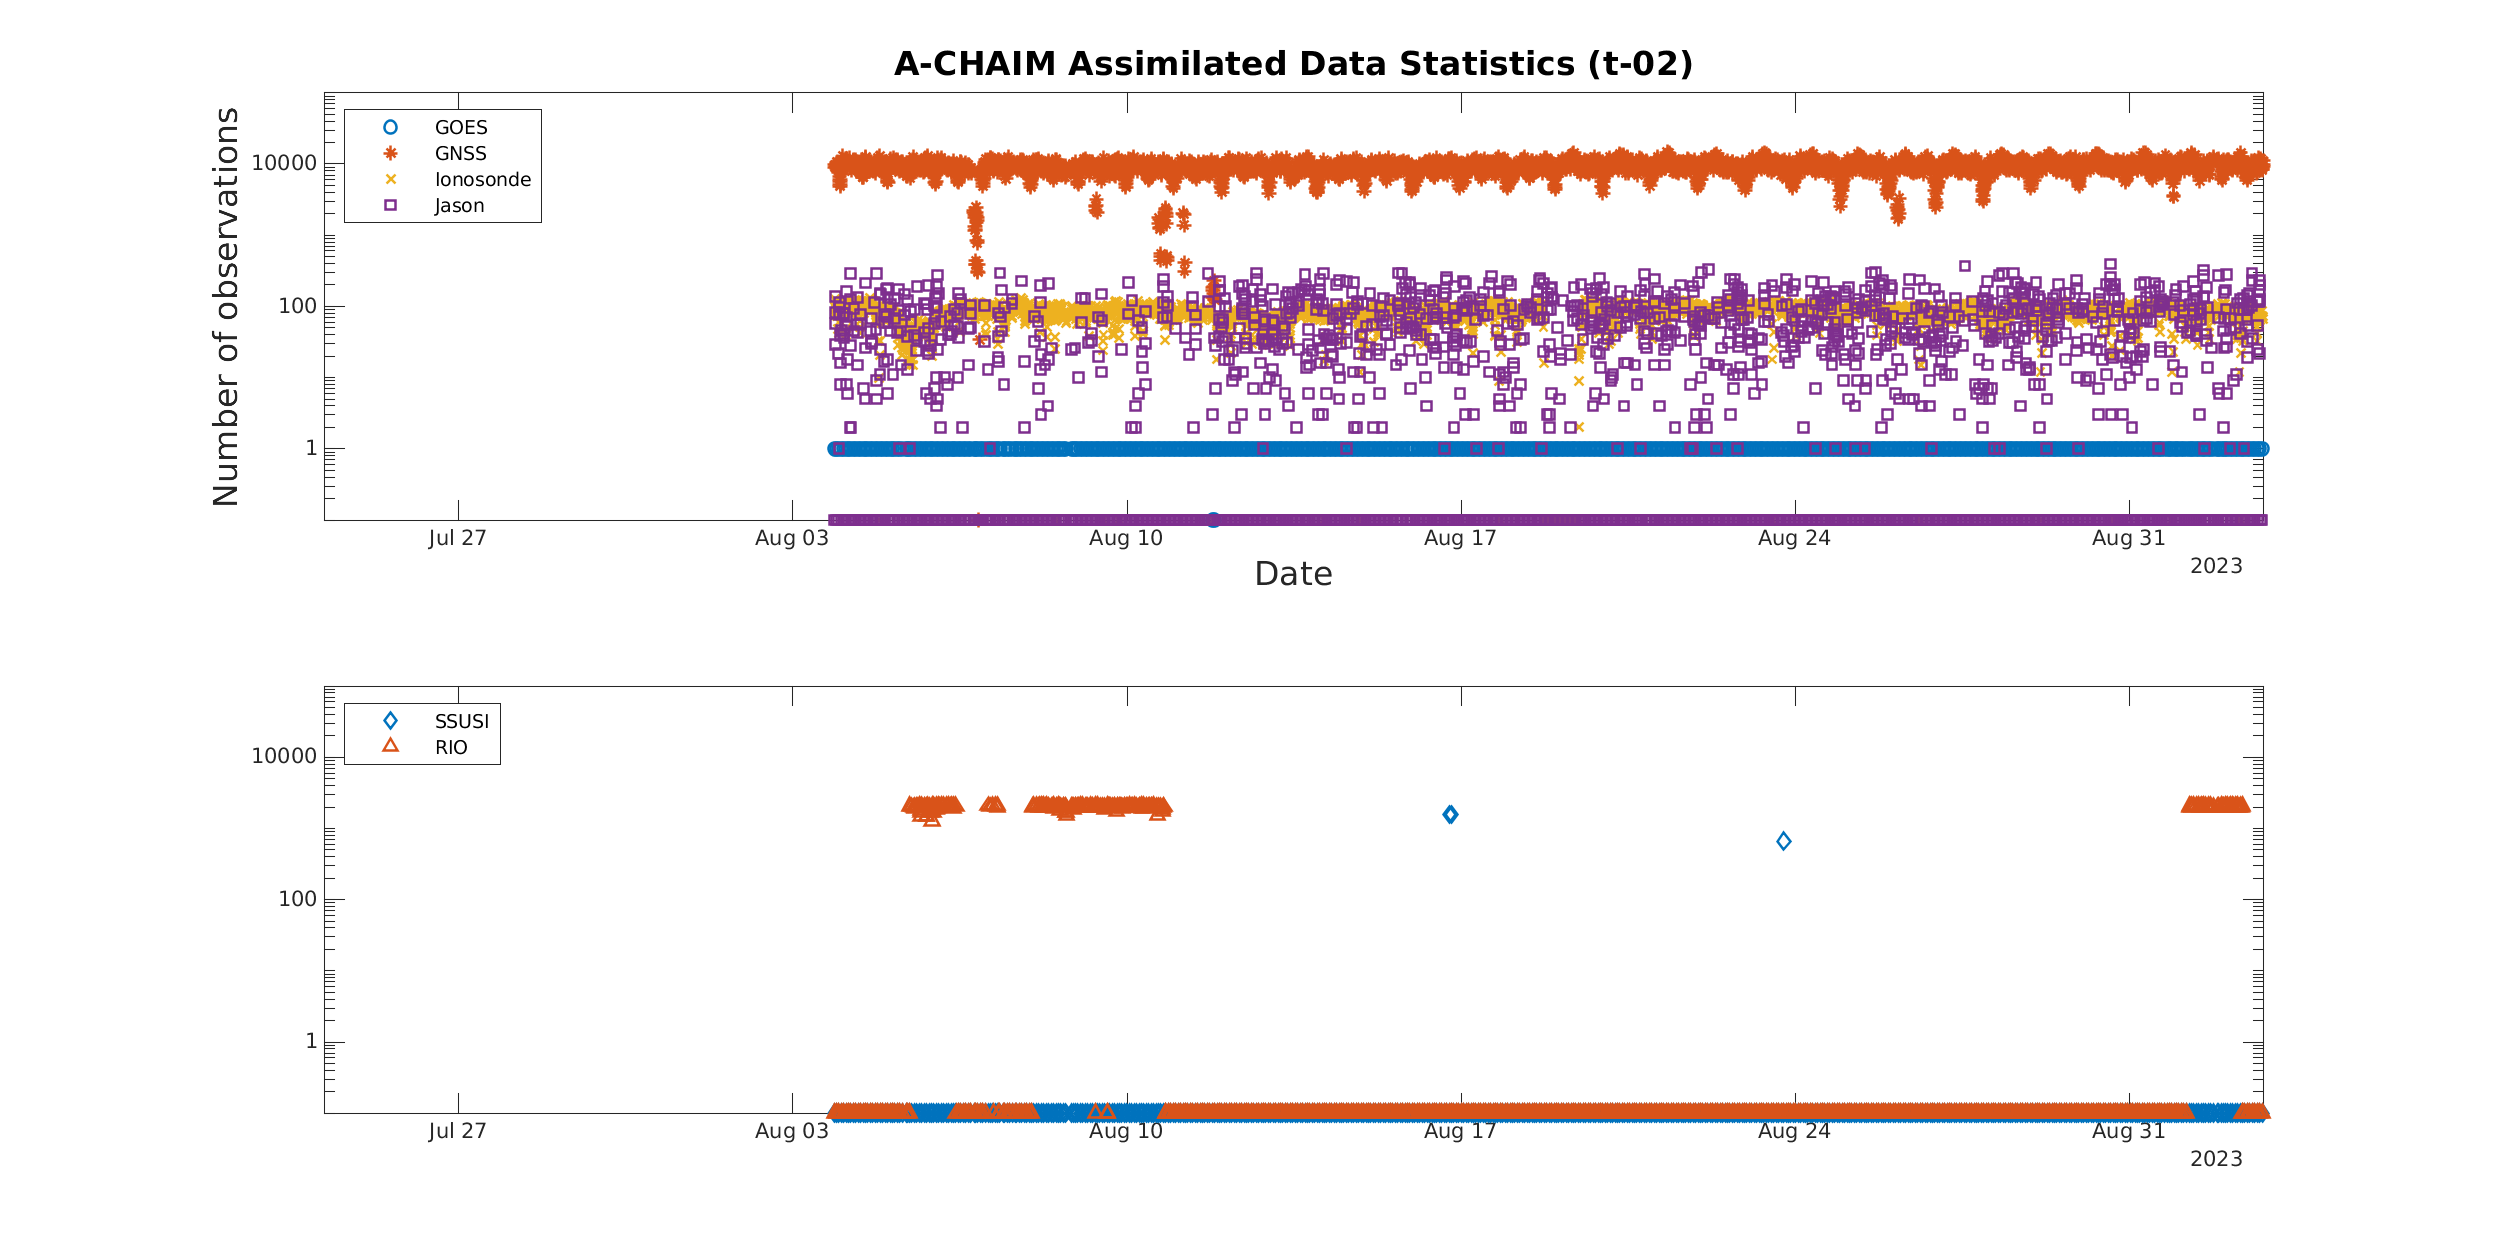 A-CHAIM Assimilated Data Statistics (t-02)
GOES
GNSS
Ionosonde
Jason
10000
100
1
Number of observations
Jul 27
Aug 03
Aug 10
Aug 17
Aug 24
Aug 31
2023
Date
SSUSI
RIO
10000
100
1
Jul 27
Aug 03
Aug 10
Aug 17
Aug 24
Aug 31
2023